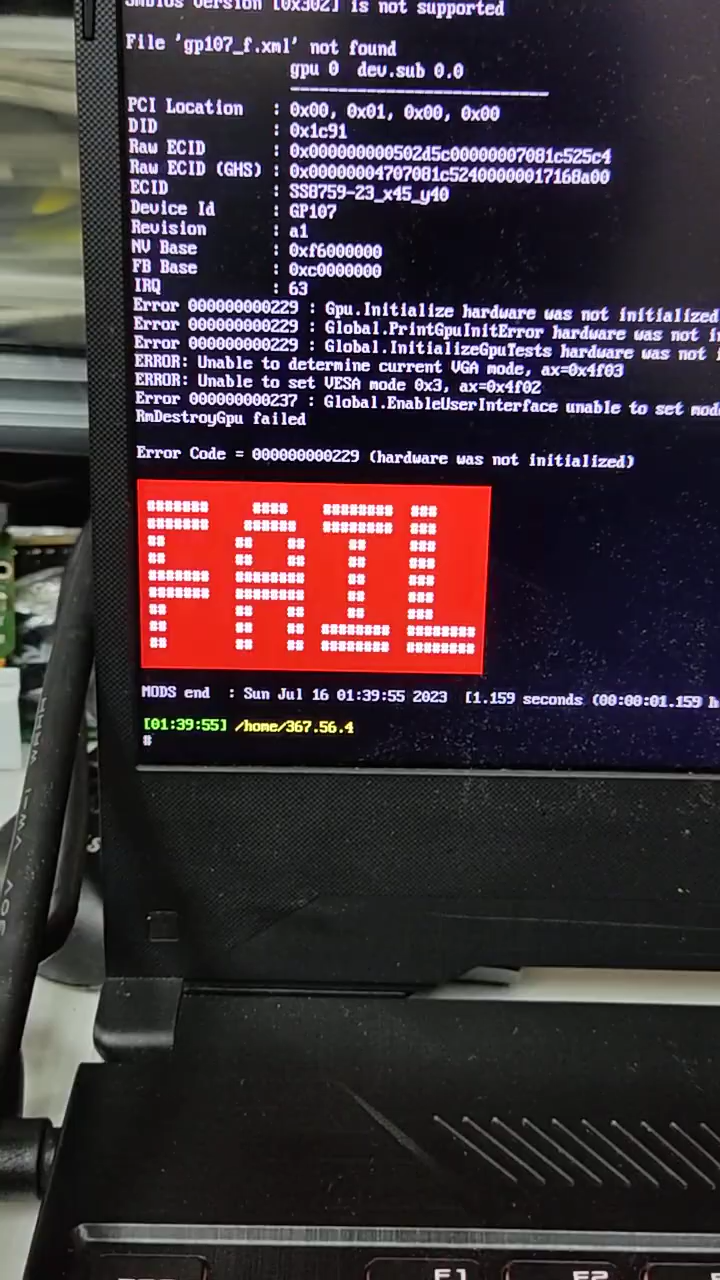 SMBIOS version [0x302] is not supported
File 'gp107_f.xml' not found
gpu 0 dev.sub 0.0
PCI Location : 0x00, 0x01, 0x00, 0x00
DID : 0x1c91
Raw ECID : 0x000000000502d5c00000007081c525c4
Raw ECID (GHS) : 0x00000004707081c52400000017168a00
ECID : SS8759-23_x45_y40
Device Id : GP107
Revision : a1
NV Base : 0xf6000000
FB Base : 0xc0000000
IRQ : 63
Error 000000000229 : Gpu.Initialize hardware was not initialized
Error 000000000229 : Global.PrintGpuInitError hardware was not
Error 000000000229 : Global.InitializeGpuTests hardware was not
ERROR: Unable to determine current VGA mode, ax=0x4f03
ERROR: Unable to set VESA mode 0x3, ax=0x4f02
Error 000000000237 : Global.EnableUserInterface unable to set
RmDestroyGpu failed
Error Code = 000000000229 (hardware was not initialized)
FAIL
MODS end : Sun Jul 16 01:39:55 2023 [1.159 seconds (00:00:01.159
[01:39:55] /home/367.56.4
#
F1 F2